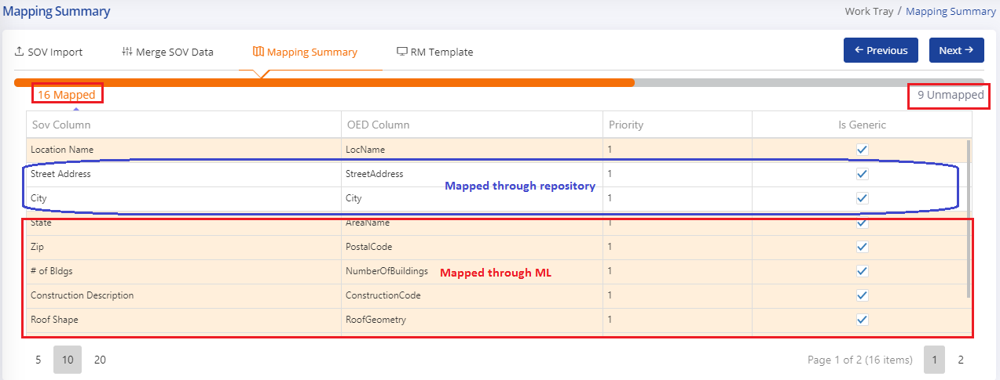 Mapping Summary
Work Tray / Mapping Summary
SOV Import
Merge SOV Data
Mapping Summary
RM Template
← Previous
Next →
16 Mapped
9 Unmapped
Sov Column OED Column Priority Is Generic
Location Name LocName 1
Street Address StreetAddress 1
Mapped through repository
City City 1
State AreaName 1
Zip PostalCode 1
# of Bldgs NumberOfBuildings 1
Mapped through ML
Construction Description ConstructionCode 1
Roof Shape RoofGeometry 1
5 10 20
Page 1 of 2 (16 items) 1 2